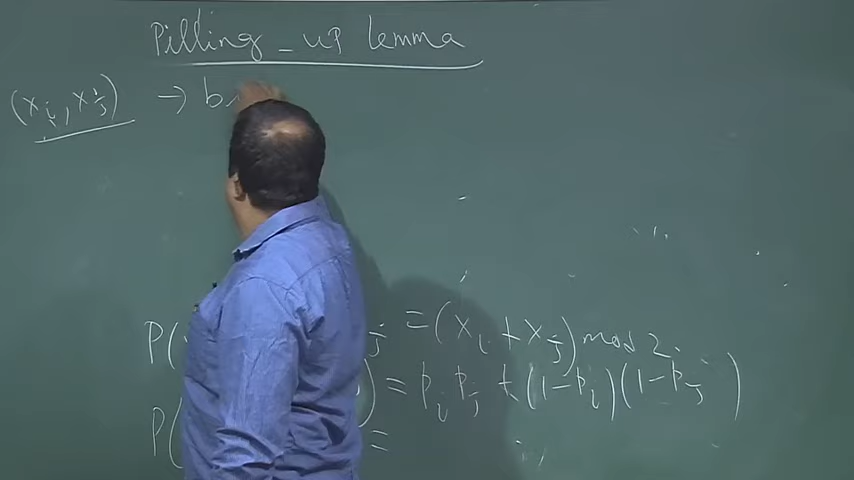 Pilling-up lemma
(x_i, x_j) → b
P( = (x_i + x_j) mod 2.
) = p_i p_j + (1-p_i)(1-p_j)
P( =